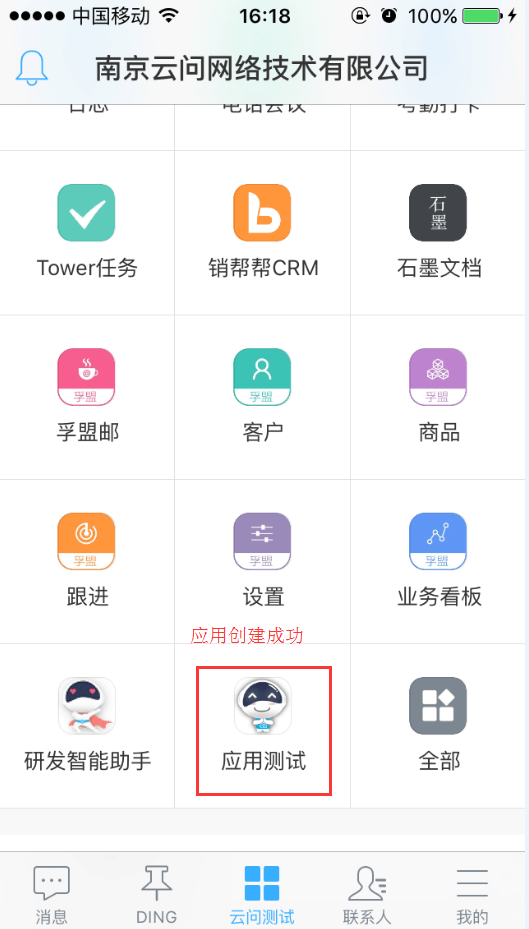 中国移动 16:18 100%
南京云问网络技术有限公司
日志 电话会议 考勤打卡
石墨
Tower任务 销帮帮CRM 石墨文档
孚盟 孚盟 孚盟
孚盟邮 客户 商品
孚盟 孚盟 孚盟
跟进 设置 业务看板
应用创建成功
研发智能助手 应用测试 全部
消息 DING 云问测试 联系人 我的